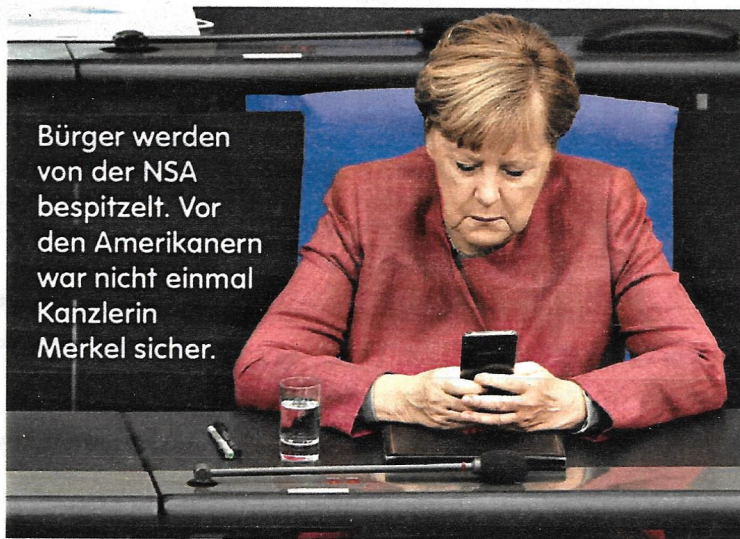 Bürger werden
von der NSA
bespitzelt. Vor
den Amerikanern
war nicht einmal
Kanzlerin
Merkel sicher.